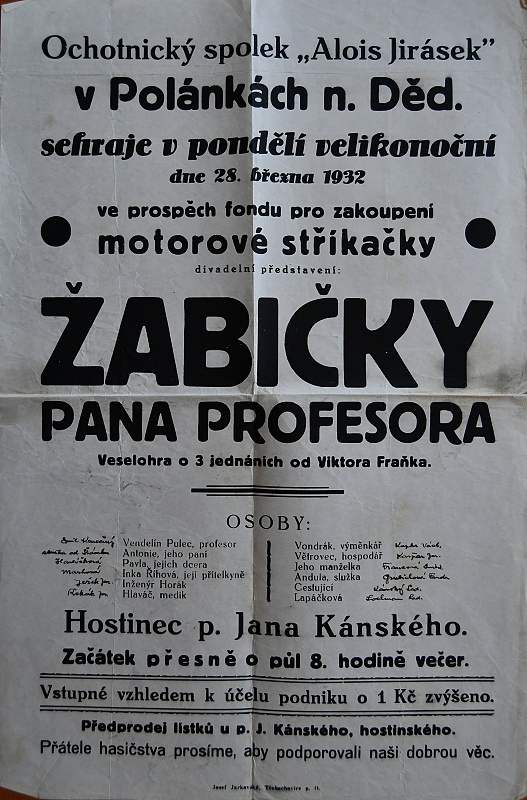 Ochotnický spolek „Alois Jirásek”
v Polánkách n. Děd.
sehraje v pondělí velikonoční
dne 28. března 1932
ve prospěch fondu pro zakoupení
motorové stříkačky
divadelní představení:
ŽABIČKY
PANA PROFESORA
Veselohra o 3 jednáních od Viktora Fraňka.
OSOBY:
Vendelín Pulec, profesor
Antonie, jeho paní
Pavla, jejich dcera
Inka Říhová, její přítelkyně
Inženýr Horák
Hlaváč, medik
Vondrák, výměnkář
Větrovec, hospodář
Jeho manželka
Andula, služka
Cestující
Lapáčková
Hostinec p. Jana Kánského.
Začátek přesně o půl 8. hodině večer.
Vstupné vzhledem k účelu podniku o 1 Kč zvýšeno.
Předprodej lístků u p. J. Kánského, hostinského.
Přátele hasičstva prosíme, aby podporovali naši dobrou věc.
Josef p. O.